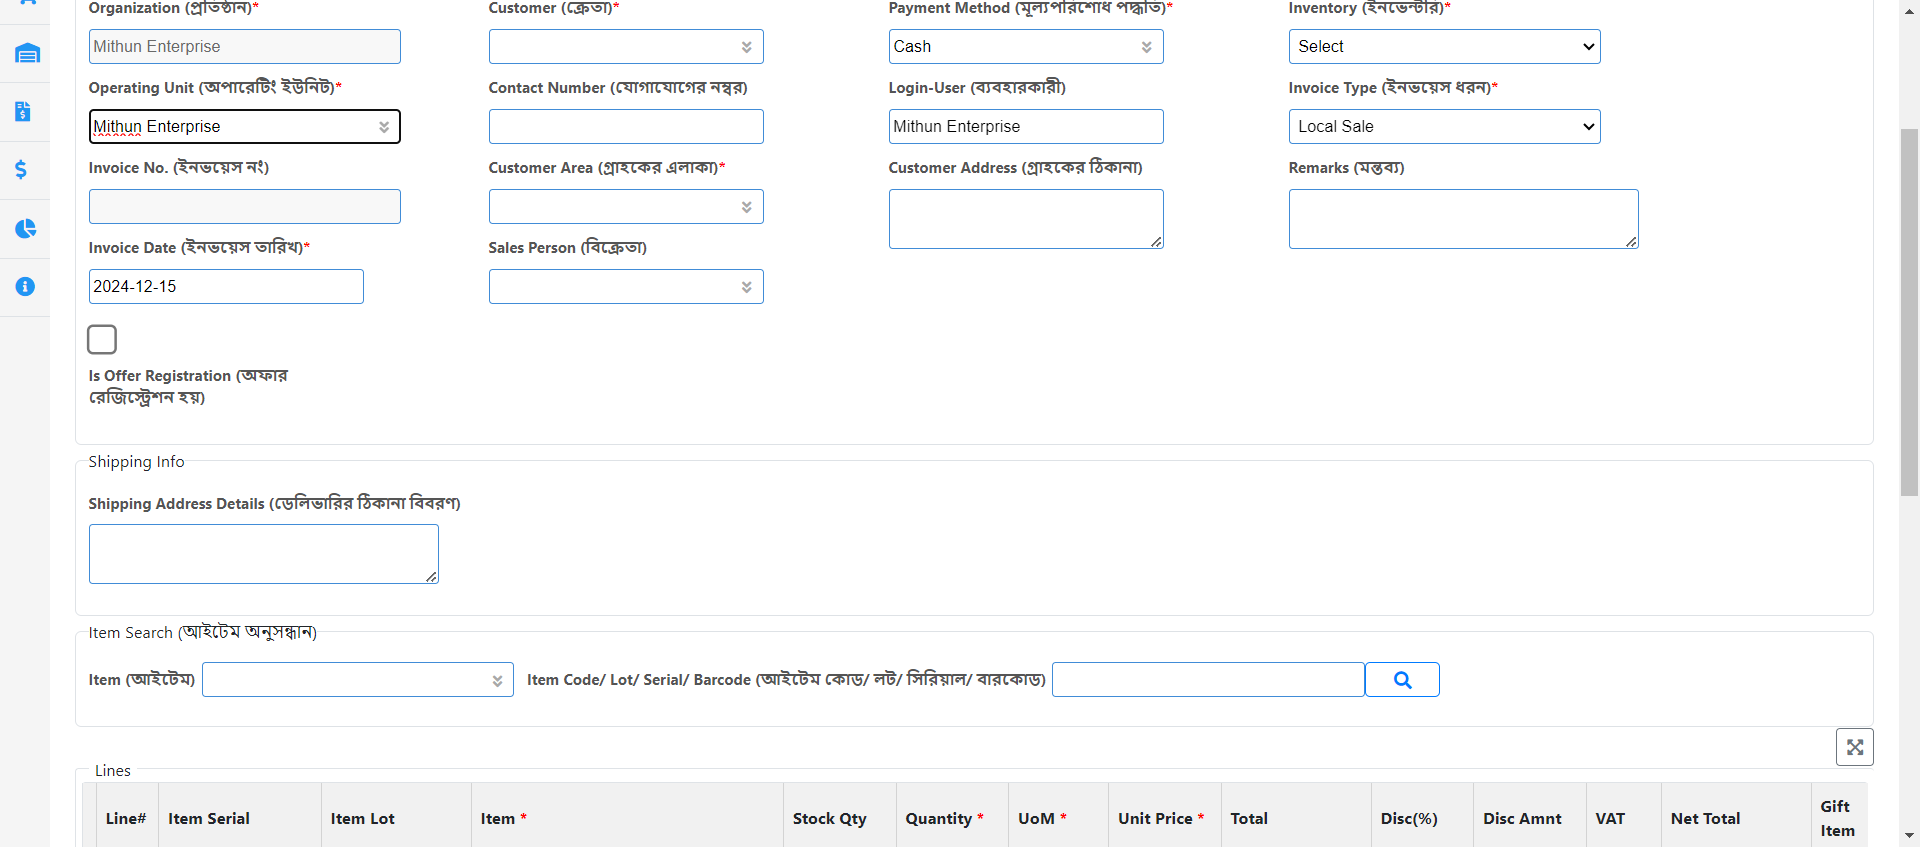 Organization (প্রতিষ্ঠান)*
Customer (ক্রেতা)*
Payment Method (মূল্যপরিশোধ পদ্ধতি)*
Inventory (ইনভেন্টরি)*
Mithun Enterprise
Cash
Select
Operating Unit (অপারেটিং ইউনিট)*
Contact Number (যোগাযোগের নম্বর)
Login-User (ব্যবহারকারী)
Invoice Type (ইনভয়েস ধরন)*
Mithun Enterprise
Mithun Enterprise
Local Sale
Invoice No. (ইনভয়েস নং)
Customer Area (গ্রাহকের এলাকা)*
Customer Address (গ্রাহকের ঠিকানা)
Remarks (মন্তব্য)
Invoice Date (ইনভয়েস তারিখ)*
Sales Person (বিক্রেতা)
2024-12-15
Is Offer Registration (অফার
রেজিস্ট্রেশন হয়)
Shipping Info
Shipping Address Details (ডেলিভারির ঠিকানা বিবরণ)
Item Search (আইটেম অনুসন্ধান)
Item (আইটেম)
Item Code/ Lot/ Serial/ Barcode (আইটেম কোড/ লট/ সিরিয়াল/ বারকোড)
Lines
Line#
Item Serial
Item Lot
Item *
Stock Qty
Quantity *
UoM *
Unit Price *
Total
Disc(%)
Disc Amnt
VAT
Net Total
Gift
Item